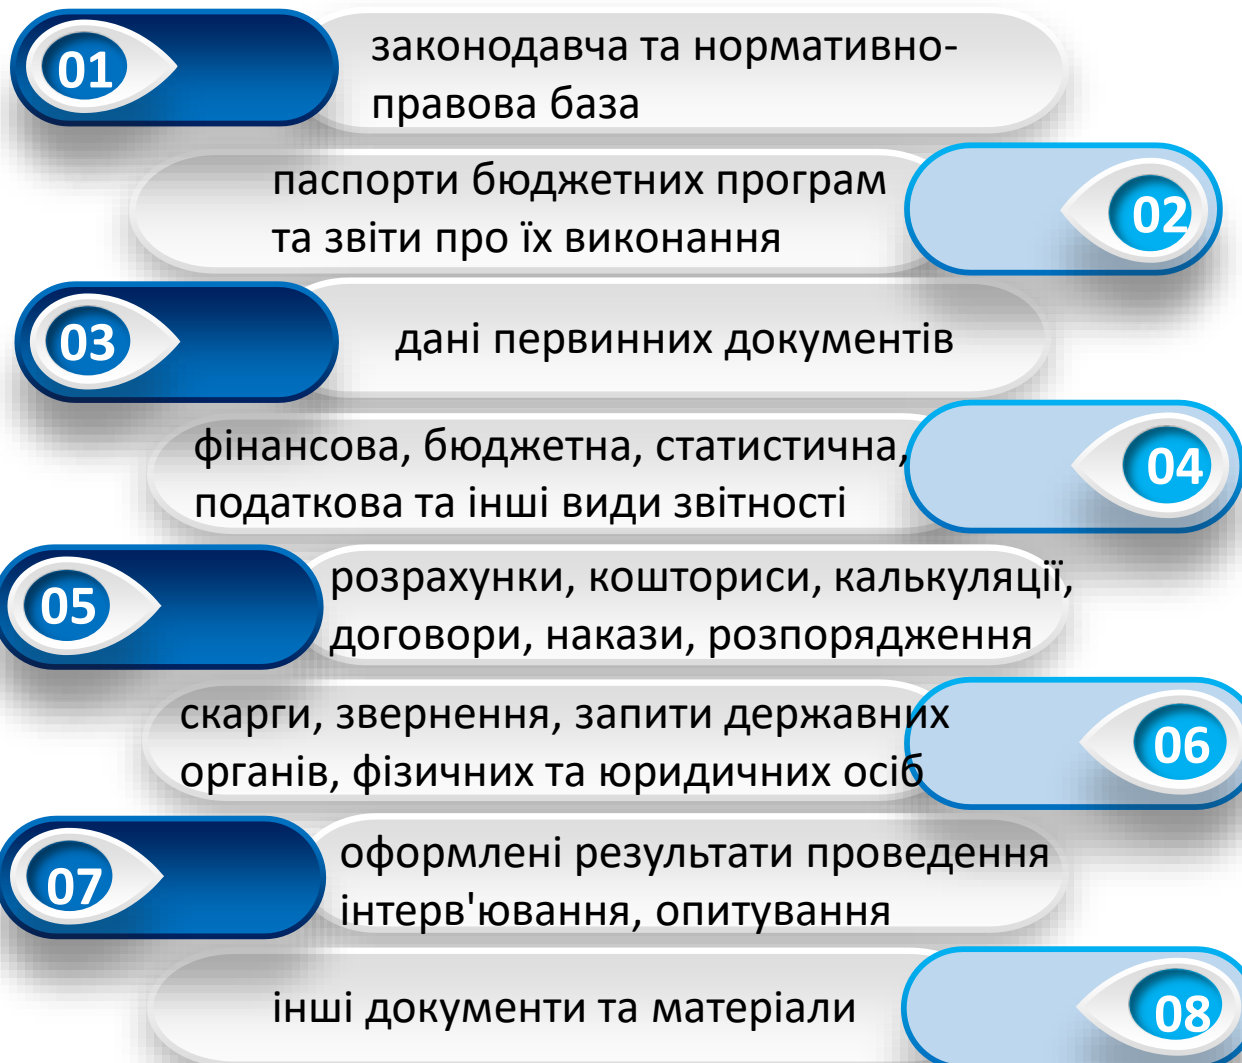 01
законодавча та нормативно-
правова база
паспорти бюджетних програм
та звіти про їх виконання
02
03
дані первинних документів
фінансова, бюджетна, статистична,
податкова та інші види звітності
04
05
розрахунки, кошториси, калькуляції,
договори, накази, розпорядження
скарги, звернення, запити державних
органів, фізичних та юридичних осіб
06
07
оформлені результати проведення
інтерв'ювання, опитування
інші документи та матеріали
08